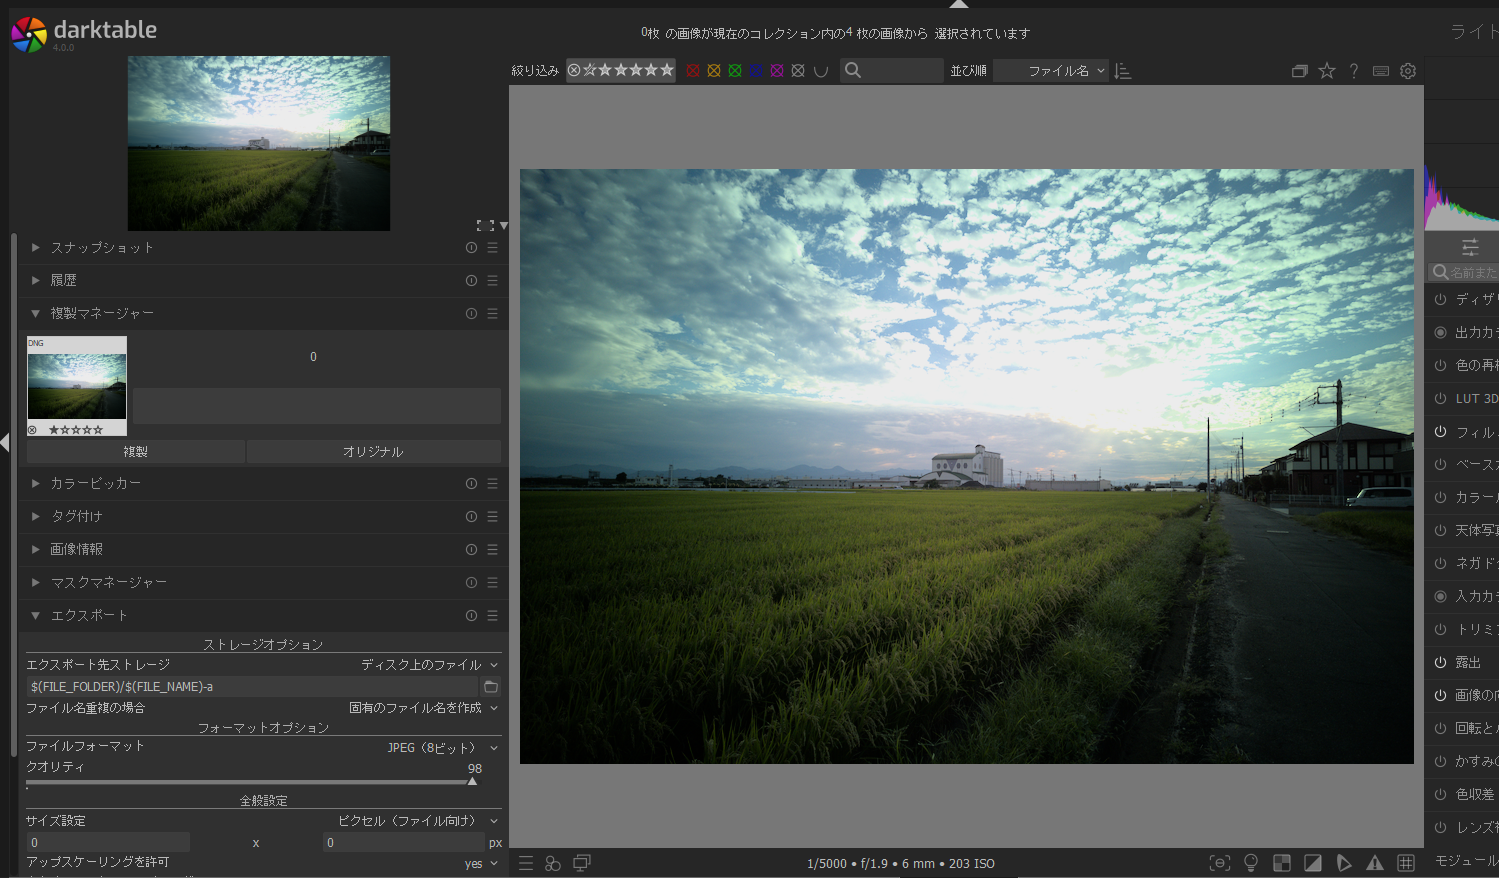 darktable
4.0.0
0枚 の画像が現在のコレクション内の4 枚の画像から 選択されています
ライト
絞り込み
並び順
ファイル名
スナップショット
履歴
複製マネージャー
DNG
0
複製
オリジナル
カラーピッカー
タグ付け
画像情報
マスクマネージャー
エクスポート
ストレージオプション
エクスポート先ストレージ
ディスク上のファイル
$(FILE_FOLDER)/$(FILE_NAME)-a
ファイル名重複の場合
固有のファイル名を作成
フォーマットオプション
ファイルフォーマット
JPEG（8ビット）
クオリティ
98
全般設定
サイズ設定
ピクセル（ファイル向け）
0
x
0
px
アップスケーリングを許可
yes
1/5000 • f/1.9 • 6 mm • 203 ISO
名前また
ディザリ
出力カラ
色の再
LUT 3D
フィル
ベースカ
カラール
天体写真
ネガドク
入力カラ
トリミン
露出
画像の向
回転と
かすみの
色収差
レンズ補
モジュール